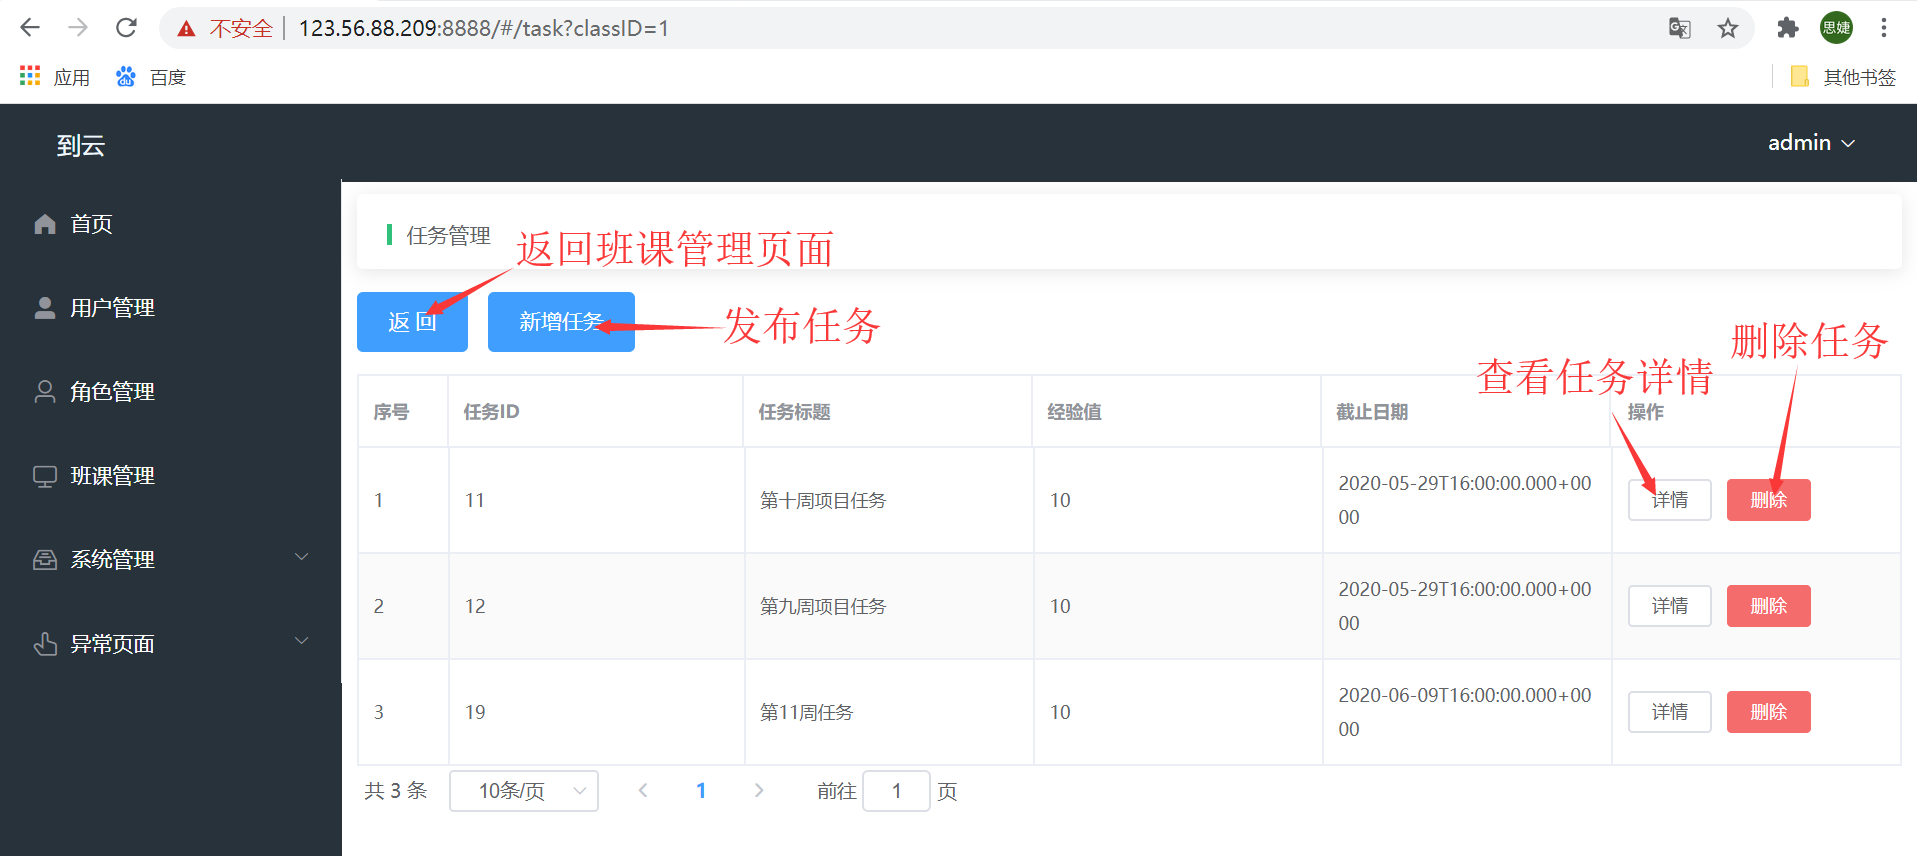 不安全 123.56.88.209:8888/#/task?classID=1 思婕
应用 百度 其他书签
到云 admin
首页
用户管理
角色管理
班课管理
系统管理
异常页面
任务管理
返回班课管理页面
返 回 新增任务 发布任务
查看任务详情 删除任务
序号 任务ID 任务标题 经验值 截止日期 操作
1 11 第十周项目任务 10 2020-05-29T16:00:00.000+00 详情 删除
00
2 12 第九周项目任务 10 2020-05-29T16:00:00.000+00 详情 删除
00
3 19 第11周任务 10 2020-06-09T16:00:00.000+00 详情 删除
00
共 3 条 10条/页 1 前往 1 页